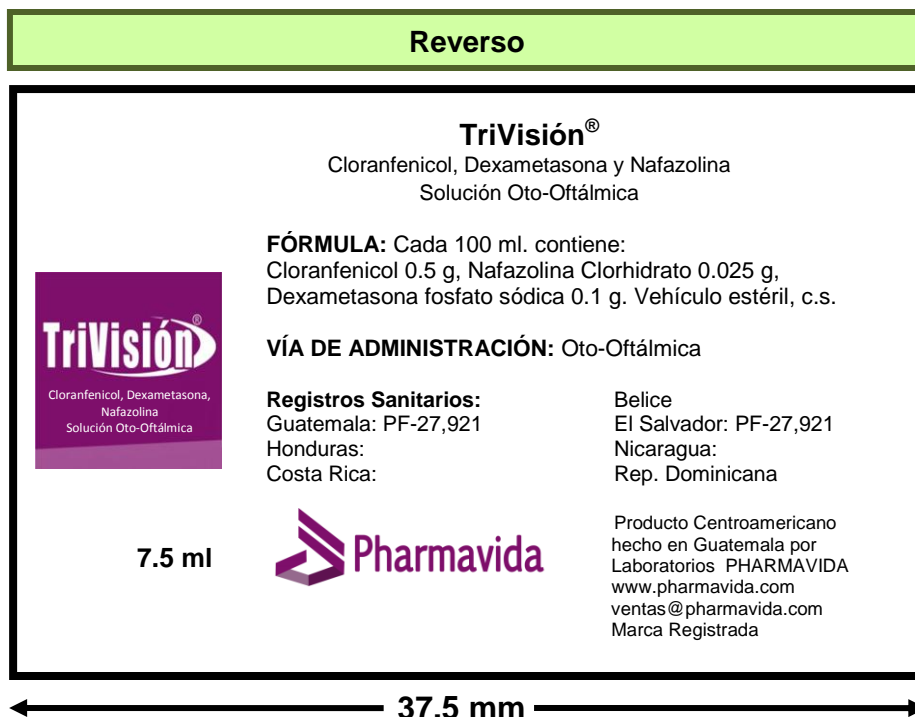 Reverso
TriVisión®
Cloranfenicol, Dexametasona y Nafazolina
Solución Oto-Oftálmica
FÓRMULA: Cada 100 ml. contiene:
Cloranfenicol 0.5 g, Nafazolina Clorhidrato 0.025 g,
Dexametasona fosfato sódica 0.1 g. Vehículo estéril, c.s.
TriVisión®
Cloranfenicol, Dexametasona,
Nafazolina
Solución Oto-Oftálmica
VÍA DE ADMINISTRACIÓN: Oto-Oftálmica
Registros Sanitarios:
Guatemala: PF-27,921
Honduras:
Costa Rica:
Belice
El Salvador: PF-27,921
Nicaragua:
Rep. Dominicana
7.5 ml
Pharmavida
Producto Centroamericano
hecho en Guatemala por
Laboratorios PHARMAVIDA
www.pharmavida.com
ventas@pharmavida.com
Marca Registrada
37.5 mm